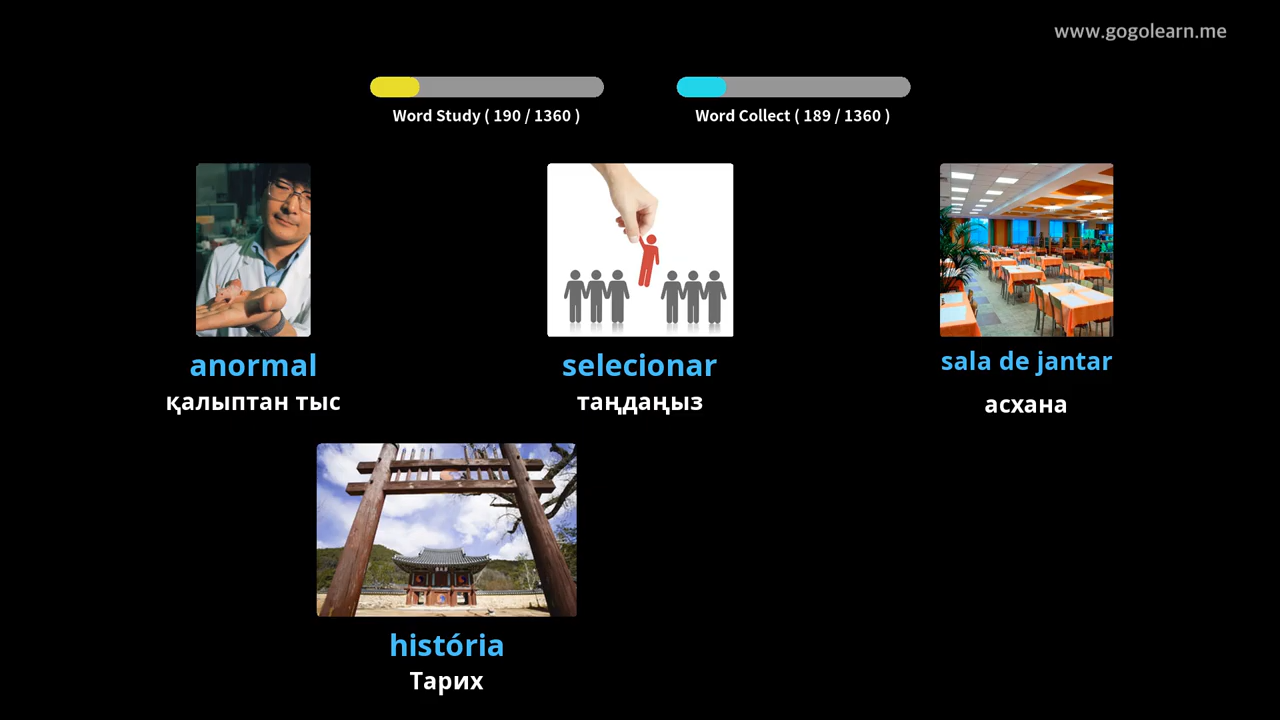 www.gogolearn.me
Word Study ( 190 / 1360 )
Word Collect ( 189 / 1360 )
anormal
қалыптан тыс
selecionar
таңдаңыз
sala de jantar
асхана
história
Тарих